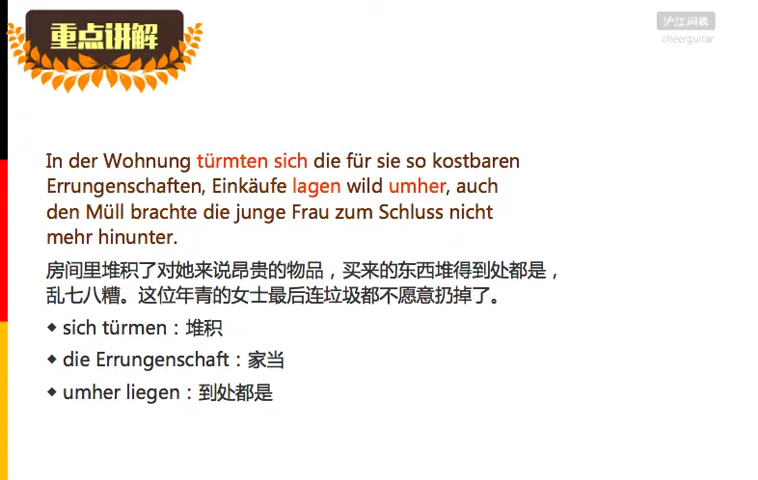 重点讲解
沪江网校
cheerguitar
In der Wohnung türmten sich die für sie so kostbaren
Errungenschaften, Einkäufe lagen wild umher, auch
den Müll brachte die junge Frau zum Schluss nicht
mehr hinunter.
房间里堆积了对她来说昂贵的物品，买来的东西堆得到处都是，
乱七八糟。这位年青的女士最后连垃圾都不愿意扔掉了。
◆ sich türmen：堆积
◆ die Errungenschaft：家当
◆ umher liegen：到处都是